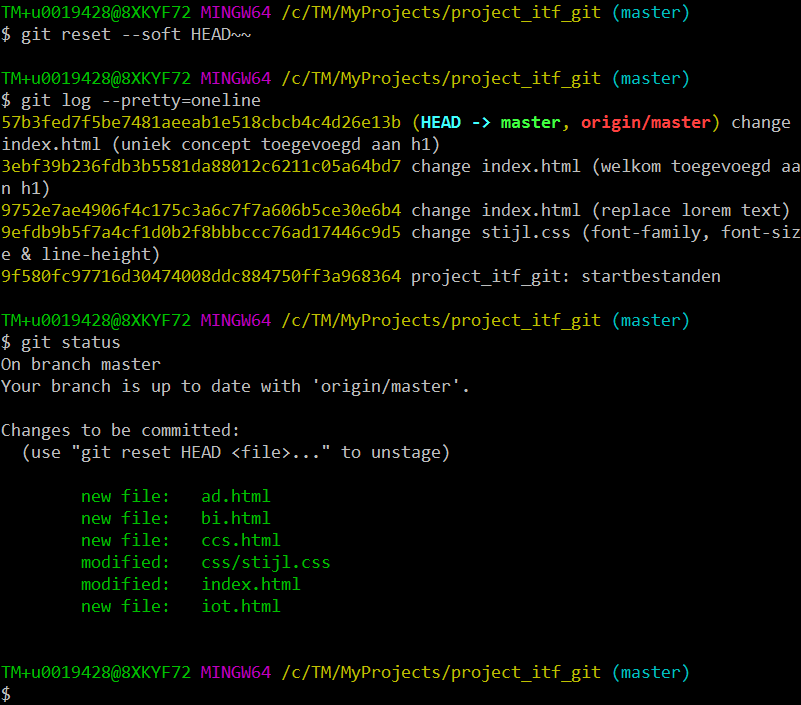 TM+u0019428@8XKYF72 MINGW64 /c/TM/MyProjects/project_itf_git (master)
$ git reset --soft HEAD~~
TM+u0019428@8XKYF72 MINGW64 /c/TM/MyProjects/project_itf_git (master)
$ git log --pretty=oneline
57b3fed7f5be7481aeeab1e518cbcb4c4d26e13b (HEAD -> master, origin/master) change
index.html (uniek concept toegevoegd aan h1)
3ebf39b236fdb3b5581da88012c6211c05a64bd7 change index.html (welkom toegevoegd aa
n h1)
9752e7ae4906f4c175c3a6c7f7a606b5ce30e6b4 change index.html (replace lorem text)
9efdb9b5f7a4cf1d0b2f8bbbccc76ad17446c9d5 change stijl.css (font-family, font-siz
e & line-height)
9f580fc97716d30474008ddc884750ff3a968364 project_itf_git: startbestanden
TM+u0019428@8XKYF72 MINGW64 /c/TM/MyProjects/project_itf_git (master)
$ git status
On branch master
Your branch is up to date with 'origin/master'.
Changes to be committed:
  (use "git reset HEAD <file>..." to unstage)
        new file:   ad.html
        new file:   bi.html
        new file:   ccs.html
        modified:   css/stijl.css
        modified:   index.html
        new file:   iot.html
TM+u0019428@8XKYF72 MINGW64 /c/TM/MyProjects/project_itf_git (master)
$